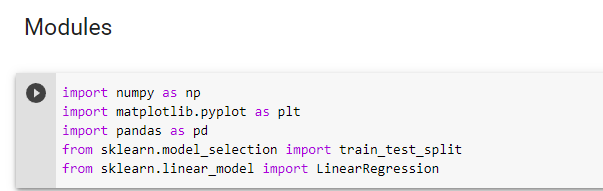 Modules
import numpy as np
import matplotlib.pyplot as plt
import pandas as pd
from sklearn.model_selection import train_test_split
from sklearn.linear_model import LinearRegression